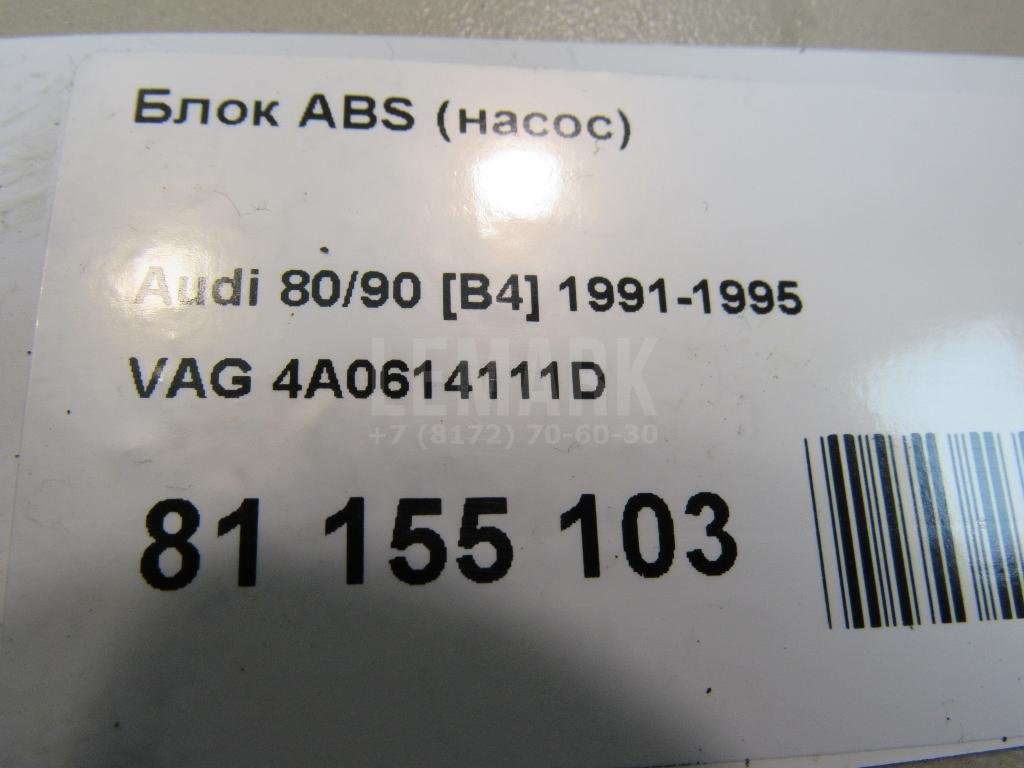 Блок ABS (насос)
Audi 80/90 [B4] 1991-1995
VAG 4A0614111D
LEMARK
+7 (8172) 70-60-30
81 155 103